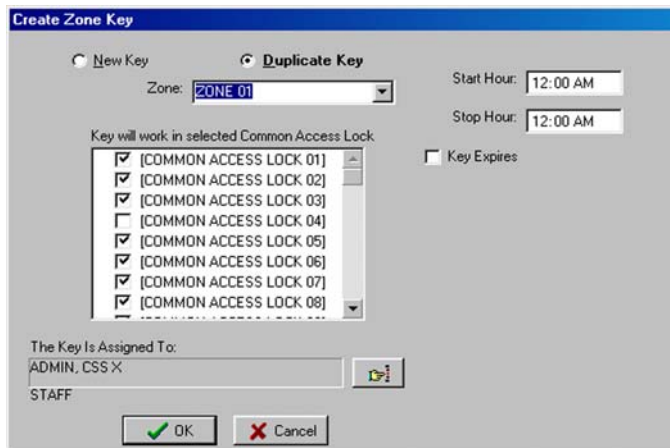 Create Zone Key
New Key
Duplicate Key
Zone: ZONE 01
Start Hour: 12:00 AM
Stop Hour: 12:00 AM
Key will work in selected Common Access Lock
Key Expires
[COMMON ACCESS LOCK 01]
[COMMON ACCESS LOCK 02]
[COMMON ACCESS LOCK 03]
[COMMON ACCESS LOCK 04]
[COMMON ACCESS LOCK 05]
[COMMON ACCESS LOCK 06]
[COMMON ACCESS LOCK 07]
[COMMON ACCESS LOCK 08]
The Key Is Assigned To:
ADMIN, CSS X
STAFF
OK
Cancel